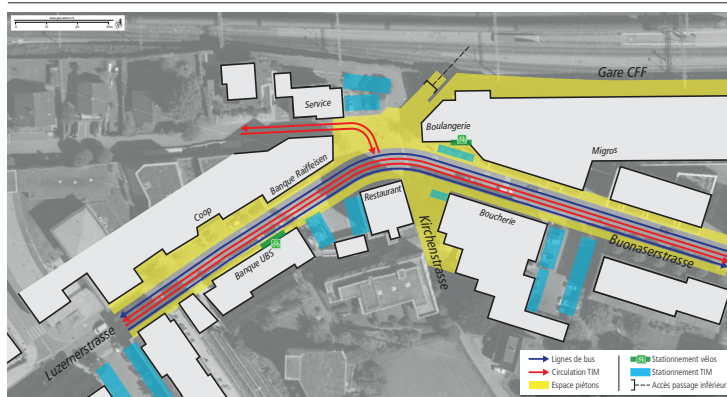 Gare CFF
Service
Boulangerie
Migros
Banque Raiffeisen
Coop
Restaurant
Boucherie
Kirchenstrasse
Buonaserstrasse
Banque UBS
Luzernerstrasse
Lignes de bus
Circulation TIM
Espace piétons
Stationnement vélos
Stationnement TIM
Accès passage inférieur